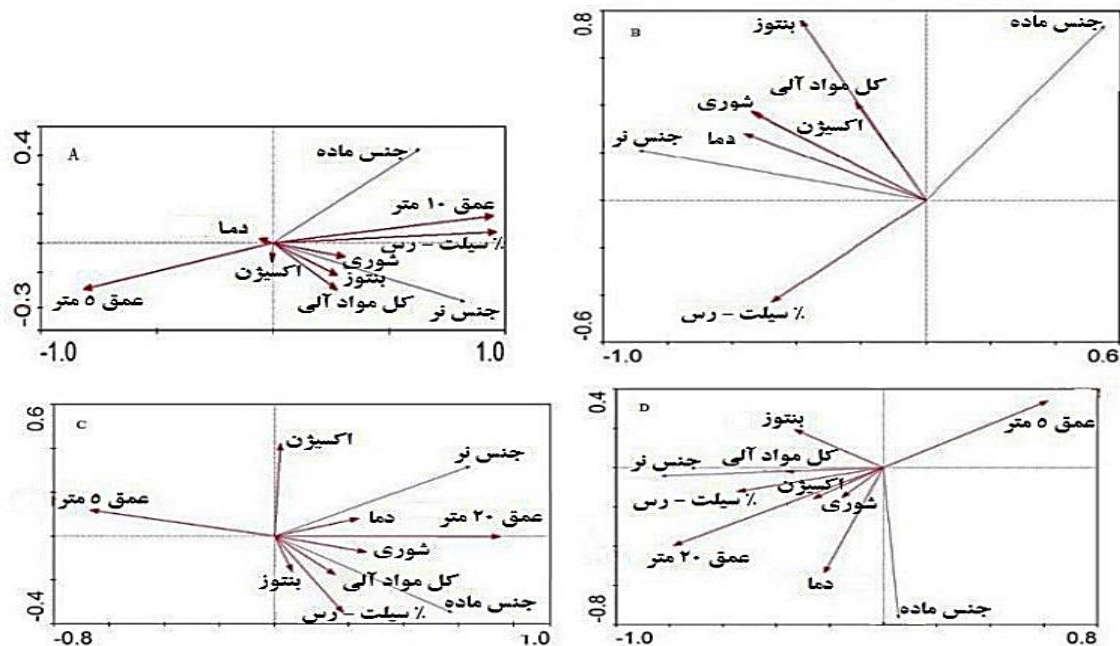 A
0.4
-0.3
-1.0
1.0
جنس ماده
عمق ۱۰ متر
% سیلت - رس
دما
اکسیژن
شوری
بنتوز
کل مواد آلی
جنس نر
عمق ۵ متر
B
0.8
-0.6
-1.0
0.6
بنتوز
جنس ماده
کل مواد آلی
شوری
اکسیژن
دما
جنس نر
% سیلت - رس
C
0.6
-0.4
-0.8
1.0
اکسیژن
جنس نر
عمق ۵ متر
دما
عمق ۲۰ متر
شوری
کل مواد آلی
بنتوز
% سیلت - رس
جنس ماده
D
0.4
-0.8
-1.0
0.8
بنتوز
عمق ۵ متر
جنس نر
کل مواد آلی
اکسیژن
% سیلت - رس
شوری
عمق ۲۰ متر
دما
جنس ماده